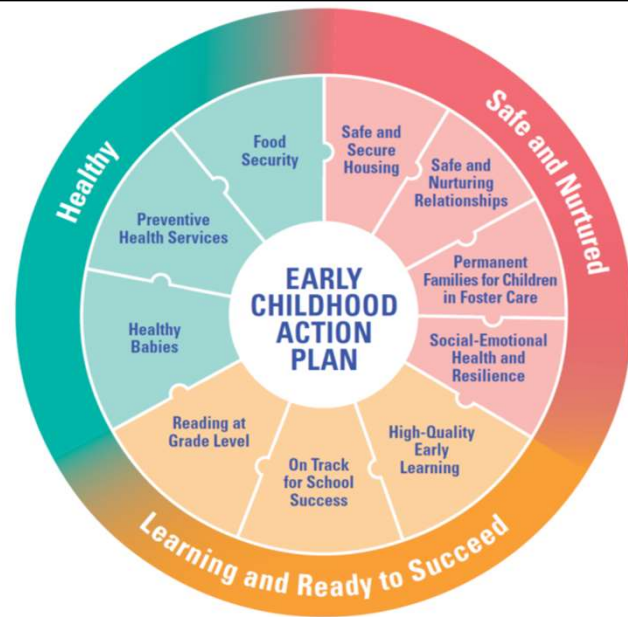 EARLY
CHILDHOOD
ACTION
PLAN
Healthy
Food
Security
Preventive
Health Services
Healthy
Babies
Safe and Nurtured
Safe and
Secure
Housing
Safe and
Nurturing
Relationships
Permanent
Families for Children
in Foster Care
Social-Emotional
Health and
Resilience
Learning and Ready to Succeed
High-Quality
Early
Learning
On Track
for School
Success
Reading at
Grade Level